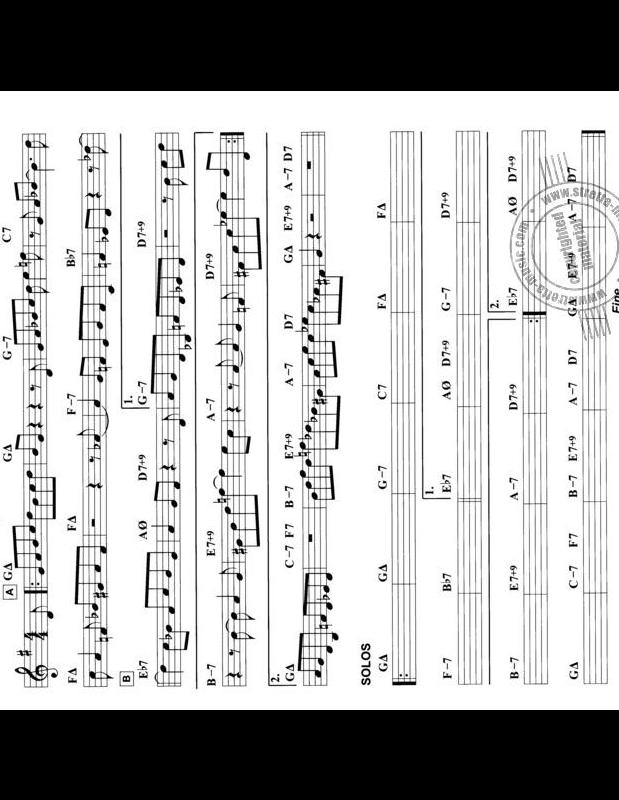 A GΔ GΔ G–7 C7
FΔ FΔ F–7 B♭7
B 1.
E♭7 AØ D7+9 G–7 D7+9
B–7 E7+9 A–7 D7+9
2.
GΔ C–7 F7 B–7 E7+9 A–7 D7 GΔ E7+9 A–7 D7
SOLOS
GΔ GΔ G–7 C7 FΔ FΔ
1.
F–7 B♭7 E♭7 AØ D7+9 G–7 D7+9
2.
B–7 E7+9 A–7 D7+9 E♭7 AØ D7+9
GΔ C–7 F7 B–7 E7+9 A–7 D7 GΔ E7+9 A–7 D7
Fine
www.stretta-music.com
copyrighted
material